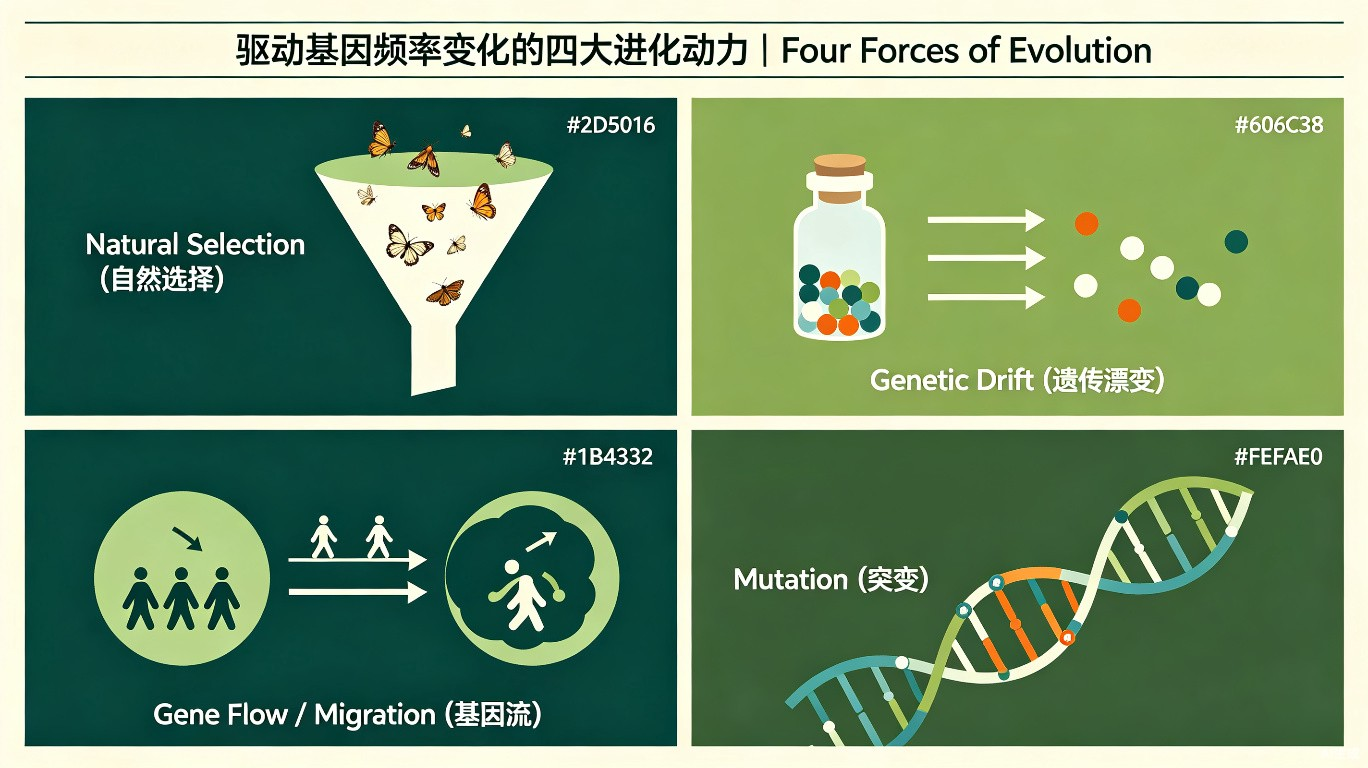 驱动基因频率变化的四大进化动力 | Four Forces of Evolution
#2D5016
Natural Selection
(自然选择)
#606C38
Genetic Drift (遗传漂变)
#1B4332
Gene Flow / Migration (基因流)
#FEFAE0
Mutation (突变)